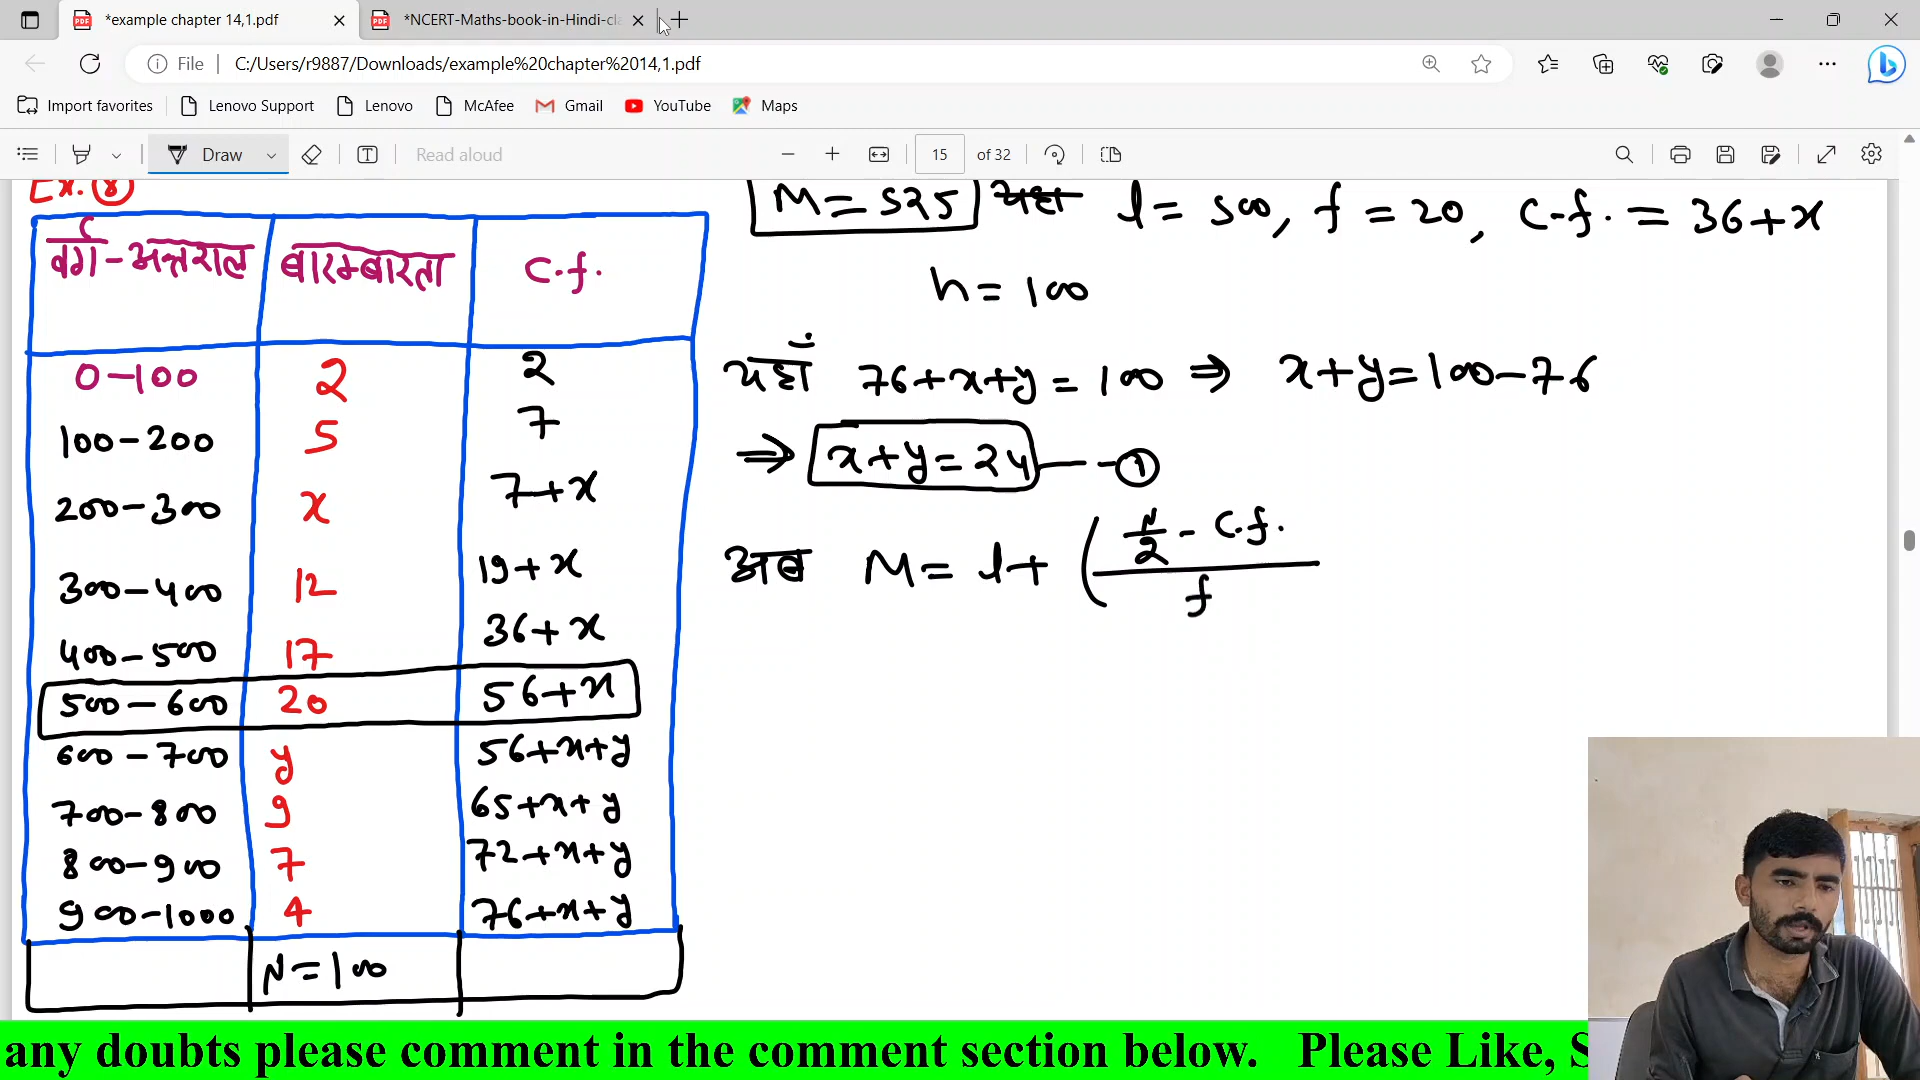 *example chapter 14,1.pdf
*NCERT-Maths-book-in-Hindi-cla
File
C:/Users/r9887/Downloads/example%20chapter%2014,1.pdf
Import favorites
Lenovo Support
Lenovo
McAfee
Gmail
YouTube
Maps
Draw
Read aloud
15 of 32
Ex. 8
वर्ग-अन्तराल बारम्बारता C.f.
0-100 2 2
100-200 5 7
200-300 x 7+x
300-400 12 19+x
400-500 17 36+x
500-600 20 56+x
600-700 y 56+x+y
700-800 9 65+x+y
800-900 7 72+x+y
900-1000 4 76+x+y
N=100
M=525 यहाँ l=500, f=20, C.f.=36+x
h=100
यहाँ 76+x+y=100 ⇒ x+y=100-76
⇒ x+y=24 -- ①
अब M= l+ ( N/2 - C.f. / f
any doubts please comment in the comment section below. Please Like, S